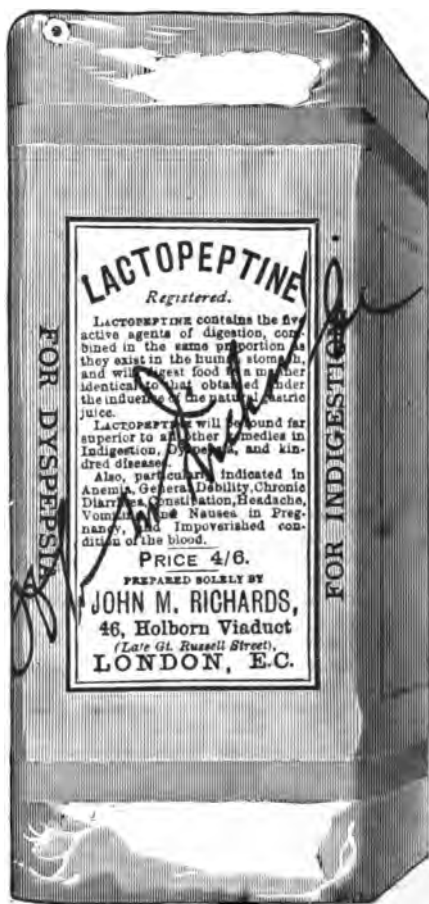 LACTOPEPTINE
Registered.
LACTOPEPTINE contains the five
active agents of digestion, com-
bined in the same proportion as
they exist in the human stomach,
and will digest food in a manner
identical to that obtained under
the influence of the natural gastric
juice.
LACTOPEPTINE will be found far
superior to all other remedies in
Indigestion, Dyspepsia, and kin-
dred diseases.
Also, particularly indicated in
Anemia, General Debility, Chronic
Diarrhœa, Constipation, Headache,
Vomiting and Nausea in Preg-
nancy, and Impoverished con-
dition of the blood.
PRICE 4/6.
PREPARED SOLELY BY
JOHN M. RICHARDS,
46, Holborn Viaduct
(Late Gt. Russell Street),
LONDON, E.C.
FOR DYSPEPSIA
FOR INDIGESTION.
John M Richards